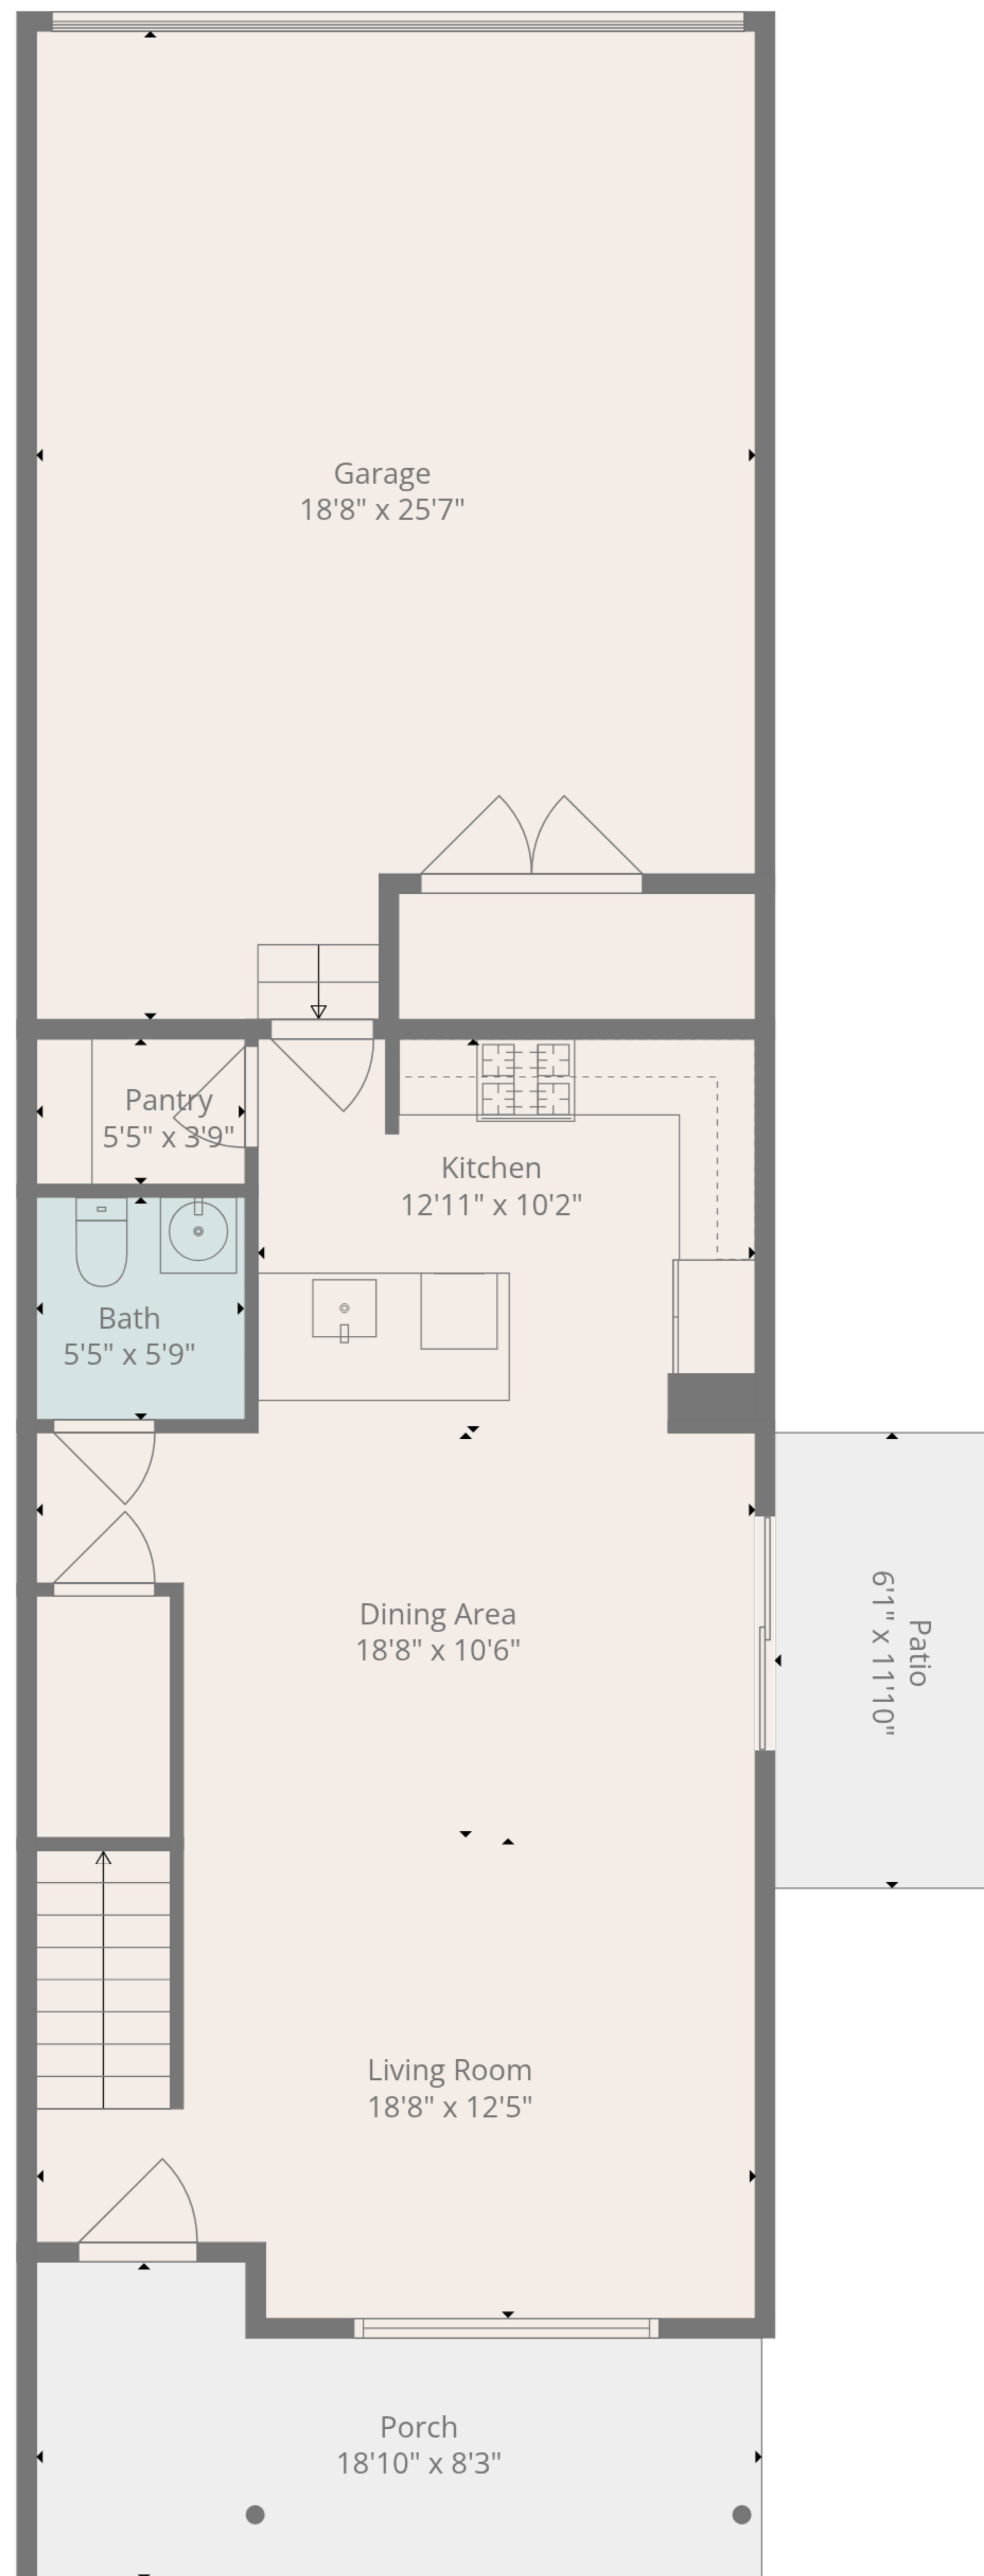 Garage
18'8" x 25'7"
Pantry
5'5" x 3'9"
Kitchen
12'11" x 10'2"
Bath
5'5" x 5'9"
Dining Area
18'8" x 10'6"
Patio
6'1" x 11'10"
Living Room
18'8" x 12'5"
Porch
18'10" x 8'3"